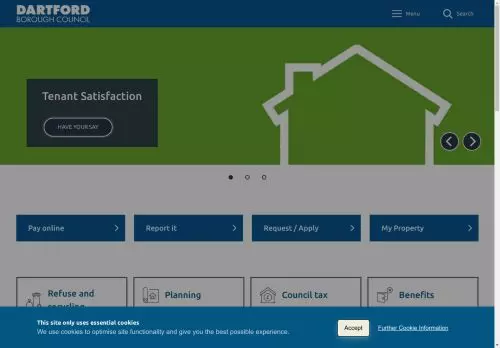 DARTFORD
BOROUGH COUNCIL
Menu
Search
Tenant Satisfaction
HAVE YOUR SAY
Pay online
Report it
Request / Apply
My Property
Refuse and
recycling
Planning
Council tax
Benefits
This site only uses essential cookies
We use cookies to optimise site functionality and give you the best possible experience.
Accept
Further Cookie Information